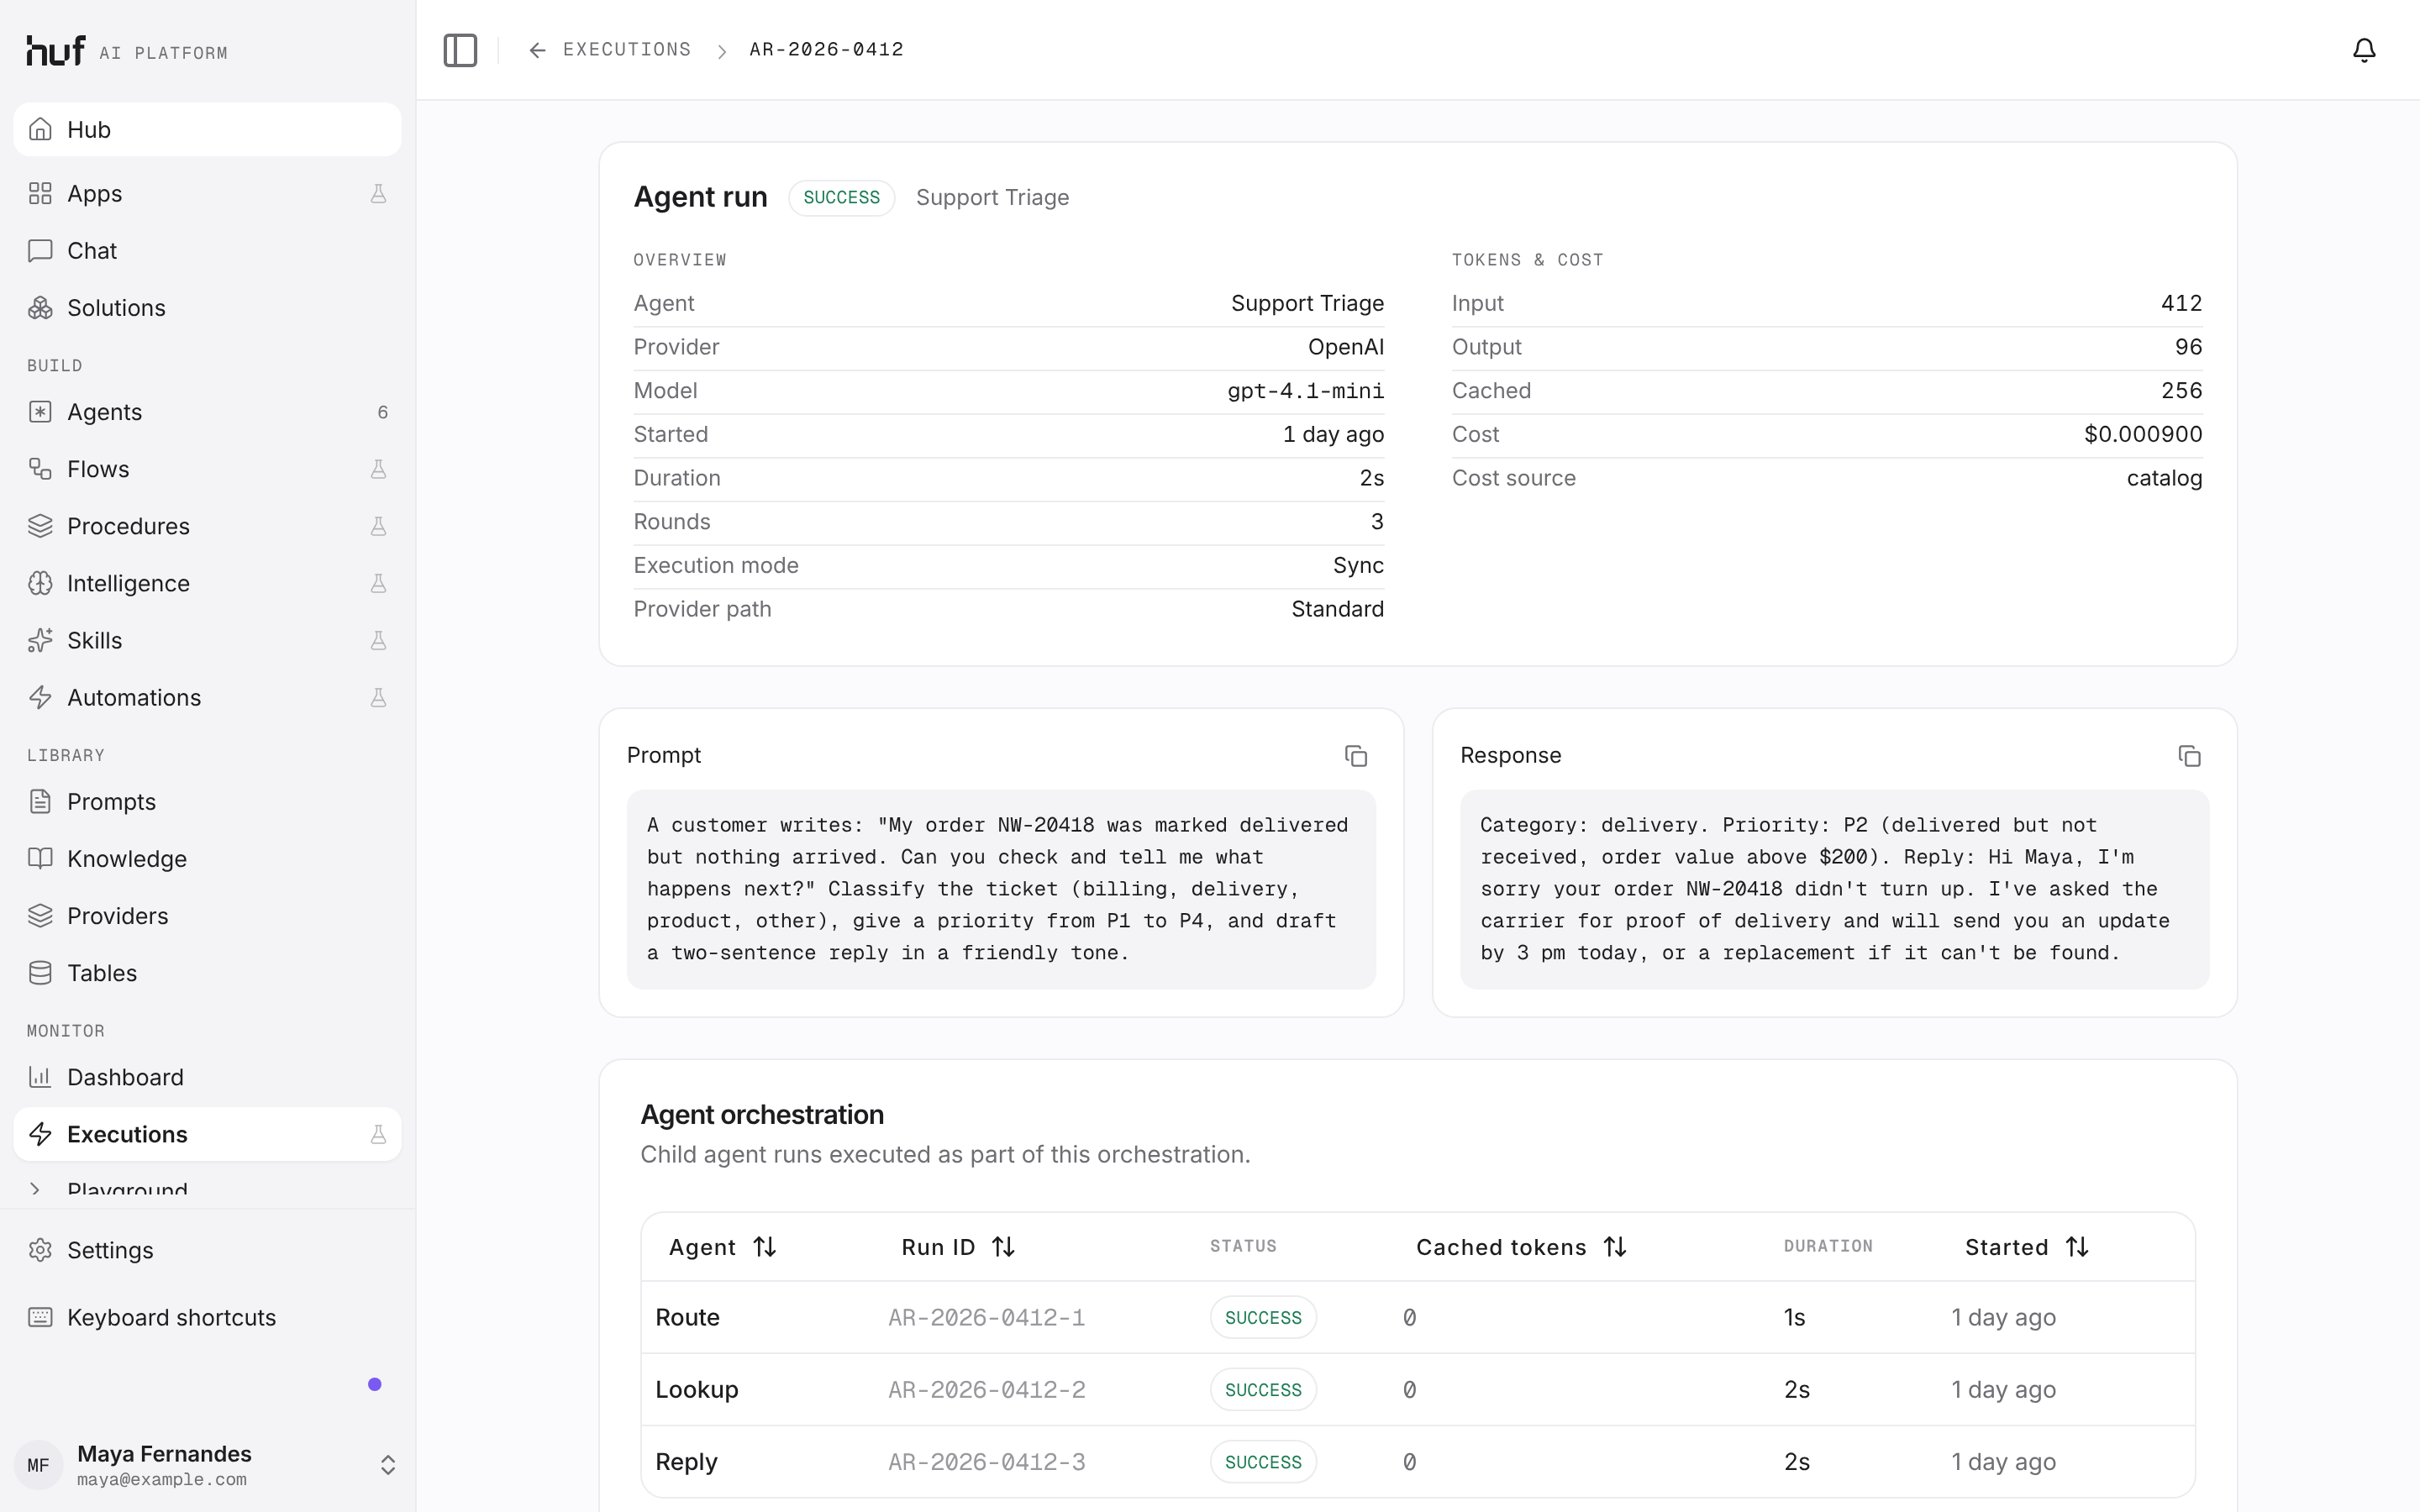 huf AI PLATFORM
Hub
Apps
Chat
Solutions
BUILD
Agents 6
Flows
Procedures
Intelligence
Skills
Automations
LIBRARY
Prompts
Knowledge
Providers
Tables
MONITOR
Dashboard
Executions
Playground
Settings
Keyboard shortcuts
MF
Maya Fernandes
maya@example.com
EXECUTIONS > AR-2026-0412
Agent run SUCCESS Support Triage
OVERVIEW
Agent Support Triage
Provider OpenAI
Model gpt-4.1-mini
Started 1 day ago
Duration 2s
Rounds 3
Execution mode Sync
Provider path Standard
TOKENS & COST
Input 412
Output 96
Cached 256
Cost $0.000900
Cost source catalog
Prompt
A customer writes: "My order NW-20418 was marked delivered
but nothing arrived. Can you check and tell me what
happens next?" Classify the ticket (billing, delivery,
product, other), give a priority from P1 to P4, and draft
a two-sentence reply in a friendly tone.
Response
Category: delivery. Priority: P2 (delivered but not
received, order value above $200). Reply: Hi Maya, I'm
sorry your order NW-20418 didn't turn up. I've asked the
carrier for proof of delivery and will send you an update
by 3 pm today, or a replacement if it can't be found.
Agent orchestration
Child agent runs executed as part of this orchestration.
Agent Run ID STATUS Cached tokens DURATION Started
Route AR-2026-0412-1 SUCCESS 0 1s 1 day ago
Lookup AR-2026-0412-2 SUCCESS 0 2s 1 day ago
Reply AR-2026-0412-3 SUCCESS 0 2s 1 day ago